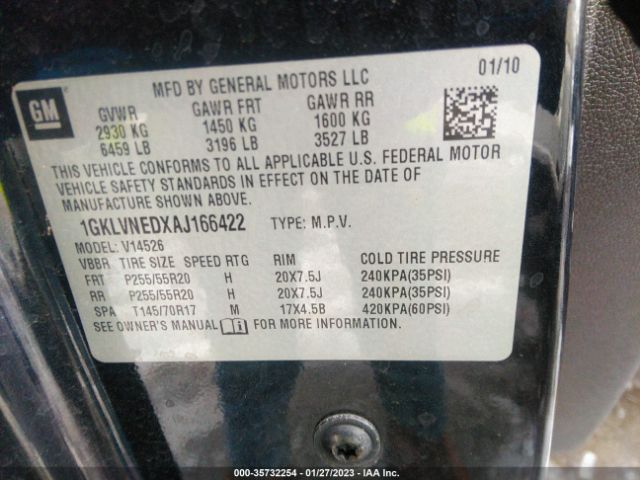 MFD BY GENERAL MOTORS LLC 01/10
GM
GVWR GAWR FRT GAWR RR
2930 KG 1450 KG 1600 KG
6459 LB 3196 LB 3527 LB
THIS VEHICLE CONFORMS TO ALL APPLICABLE U.S. FEDERAL MOTOR
VEHICLE SAFETY STANDARDS IN EFFECT ON THE DATE OF
MANUFACTURE SHOWN ABOVE.
1GKLVNEDXAJ166422 TYPE: M.P.V.
MODEL: V14526
VBBR TIRE SIZE SPEED RTG RIM COLD TIRE PRESSURE
FRT P255/55R20 H 20X7.5J 240KPA(35PSI)
RR P255/55R20 H 20X7.5J 240KPA(35PSI)
SPA T145/70R17 M 17X4.5B 420KPA(60PSI)
SEE OWNER'S MANUAL FOR MORE INFORMATION.
000-35732254 - 01/27/2023 - IAA Inc.